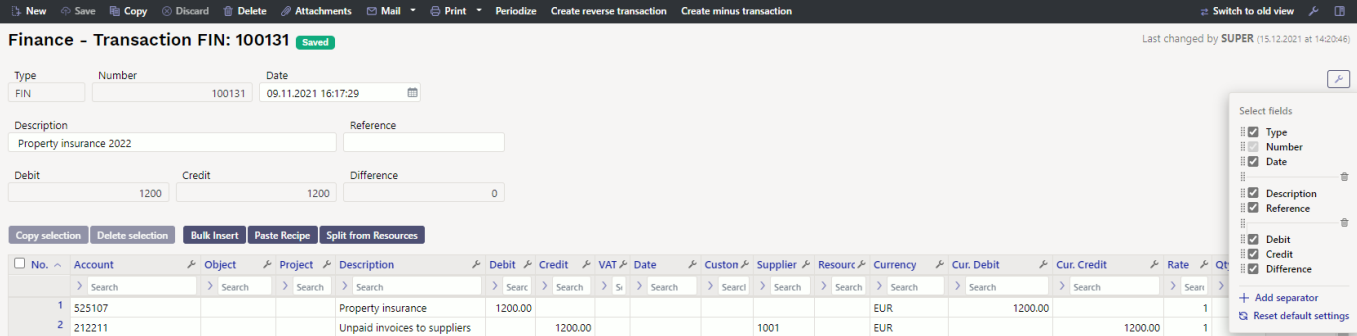 New Save Copy Discard Delete Attachments Mail Print Periodize Create reverse transaction Create minus transaction Switch to old view
Finance - Transaction FIN: 100131 Saved
Last changed by SUPER (15.12.2021 at 14:20:46)
Type Number Date
FIN 100131 09.11.2021 16:17:29
Description Reference
Property insurance 2022
Debit Credit Difference
1200 1200 0
Copy selection Delete selection Bulk Insert Paste Recipe Split from Resources
No. Account Object Project Description Debit Credit VAT Date Custon Supplier Resourc Currency Cur. Debit Cur. Credit Rate Qt
Search Search Search Search Searc Search Se Search Search Search Search Search Search Search Searc
1 525107 Property insurance 1200.00 EUR 1200.00 1
2 212211 Unpaid invoices to suppliers 1200.00 1001 EUR 1200.00 1
Select fields
Type
Number
Date
Description
Reference
Debit
Credit
Difference
Add separator
Reset default settings